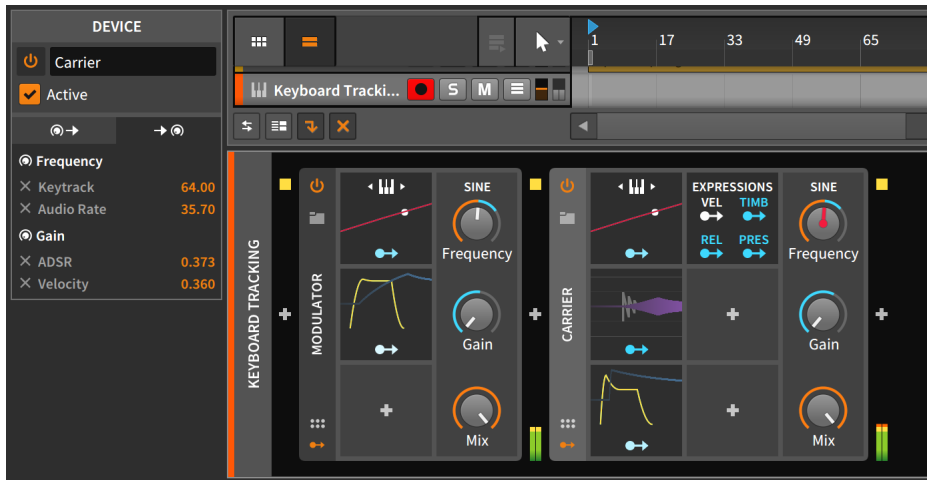 DEVICE
Carrier
Active
Frequency
Keytrack 64.00
Audio Rate 35.70
Gain
ADSR 0.373
Velocity 0.360
1 17 33 49 65
Keyboard Tracki... S M
KEYBOARD TRACKING
MODULATOR
SINE
Frequency
Gain
Mix
CARRIER
EXPRESSIONS
VEL TIMB
REL PRES
SINE
Frequency
Gain
Mix